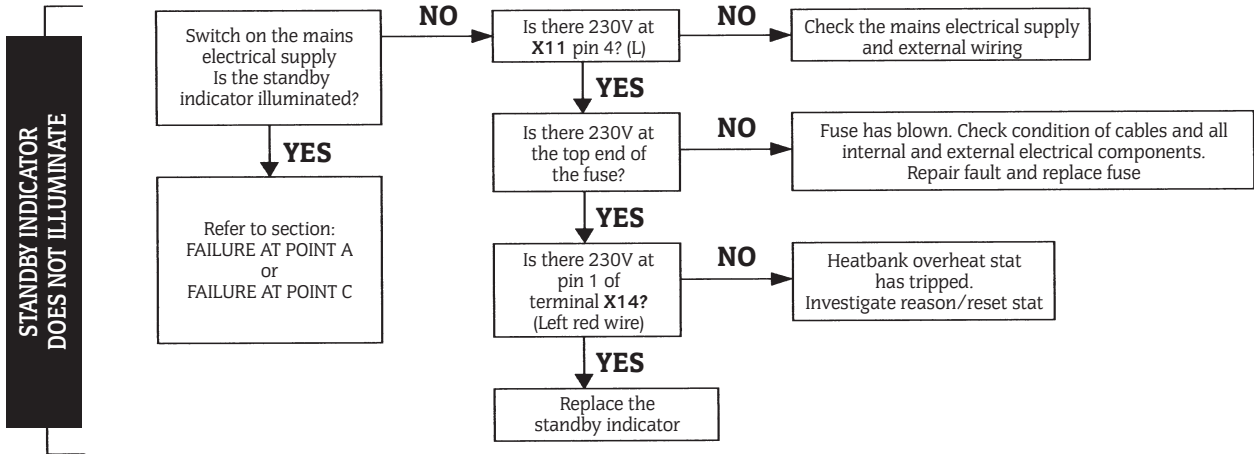 STANDBY INDICATOR
DOES NOT ILLUMINATE
Switch on the mains
electrical supply
Is the standby
indicator illuminated?
NO
Is there 230V at
X11 pin 4? (L)
NO
Check the mains electrical supply
and external wiring
YES
YES
Is there 230V at
the top end of
the fuse?
NO
Fuse has blown. Check condition of cables and all
internal and external electrical components.
Repair fault and replace fuse
Refer to section:
FAILURE AT POINT A
or
FAILURE AT POINT C
YES
Is there 230V at
pin 1 of
terminal X14?
(Left red wire)
NO
Heatbank overheat stat
has tripped.
Investigate reason/reset stat
YES
Replace the
standby indicator